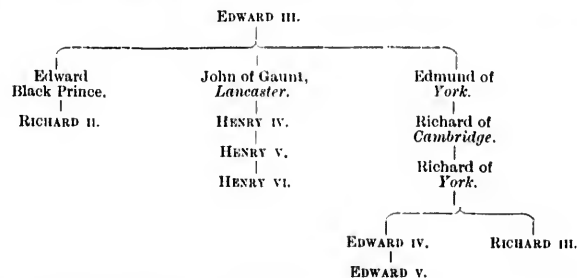 EDWARD III.
Edward
Black Prince.
RICHARD II.
John of Gaunt,
Lancaster.
HENRY IV.
HENRY V.
HENRY VI.
Edmund of
York.
Richard of
Cambridge.
Richard of
York.
EDWARD IV. RICHARD III.
EDWARD V.